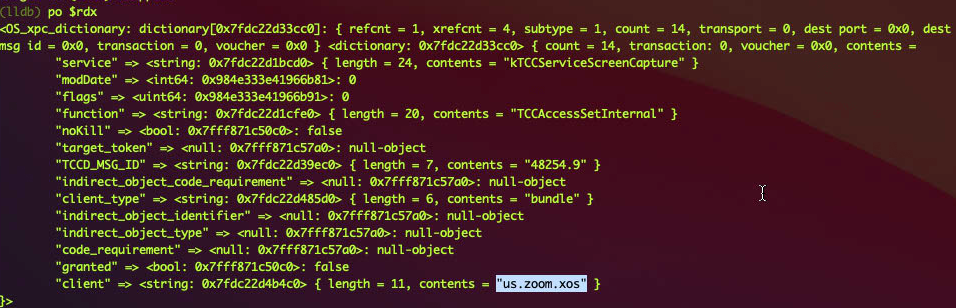 (lldb) po $rdx
<OS_xpc_dictionary: dictionary[0x7fdc22d33cc0]: { refcnt = 1, xrefcnt = 4, subtype = 1, count = 14, transport = 0, dest port = 0x0, dest
msg id = 0x0, transaction = 0, voucher = 0x0 } <dictionary: 0x7fdc22d33cc0> { count = 14, transaction: 0, voucher = 0x0, contents =
"service" => <string: 0x7fdc22d1bcd0> { length = 24, contents = "kTCCServiceScreenCapture" }
"modDate" => <int64: 0x984e333e41966b81>: 0
"flags" => <uint64: 0x984e333e41966b91>: 0
"function" => <string: 0x7fdc22d1cfe0> { length = 20, contents = "TCCAccessSetInternal" }
"noKill" => <bool: 0x7fff871c50c0>: false
"target_token" => <null: 0x7fff871c57a0>: null-object
"TCCD_MSG_ID" => <string: 0x7fdc22d39ec0> { length = 7, contents = "48254.9" }
"indirect_object_code_requirement" => <null: 0x7fff871c57a0>: null-object
"client_type" => <string: 0x7fdc22d485d0> { length = 6, contents = "bundle" }
"indirect_object_identifier" => <null: 0x7fff871c57a0>: null-object
"indirect_object_type" => <null: 0x7fff871c57a0>: null-object
"code_requirement" => <null: 0x7fff871c57a0>: null-object
"granted" => <bool: 0x7fff871c50c0>: false
"client" => <string: 0x7fdc22d4b4c0> { length = 11, contents = "us.zoom.xos" }
}>